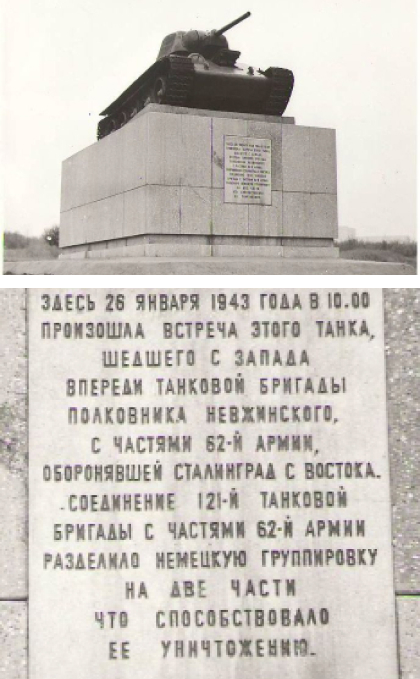 ЗДЕСЬ 26 ЯНВАРЯ 1943 ГОДА В 10.00
ПРОИЗОШЛА ВСТРЕЧА ЭТОГО ТАНКА,
ШЕДШЕГО С ЗАПАДА
ВПЕРЕДИ ТАНКОВОЙ БРИГАДЫ
ПОЛКОВНИКА НЕВЖИНСКОГО,
С ЧАСТЯМИ 62-Й АРМИИ,
ОБОРОНЯВШЕЙ СТАЛИНГРАД С ВОСТОКА.
СОЕДИНЕНИЕ 121-Й ТАНКОВОЙ
БРИГАДЫ С ЧАСТЯМИ 62-Й АРМИИ
РАЗДЕЛИЛО НЕМЕЦКУЮ ГРУППИРОВКУ
НА ДВЕ ЧАСТИ
ЧТО СПОСОБСТВОВАЛО
ЕЕ УНИЧТОЖЕНИЮ.